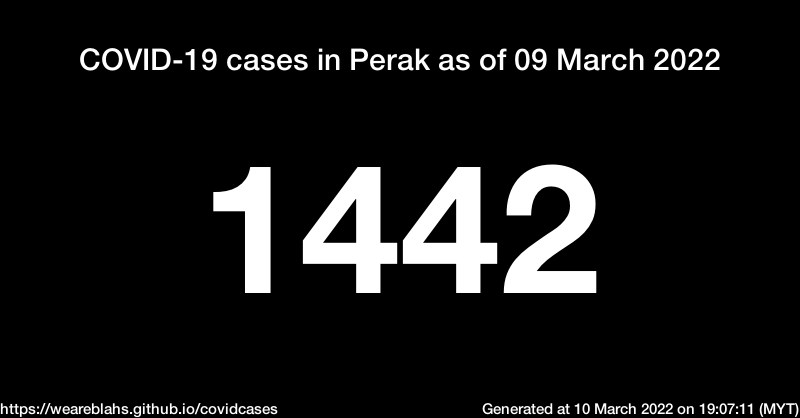 COVID-19 cases in Perak as of 09 March 2022
1442
https://weareblahs.github.io/covidcases
Generated at 10 March 2022 on 19:07:11 (MYT)